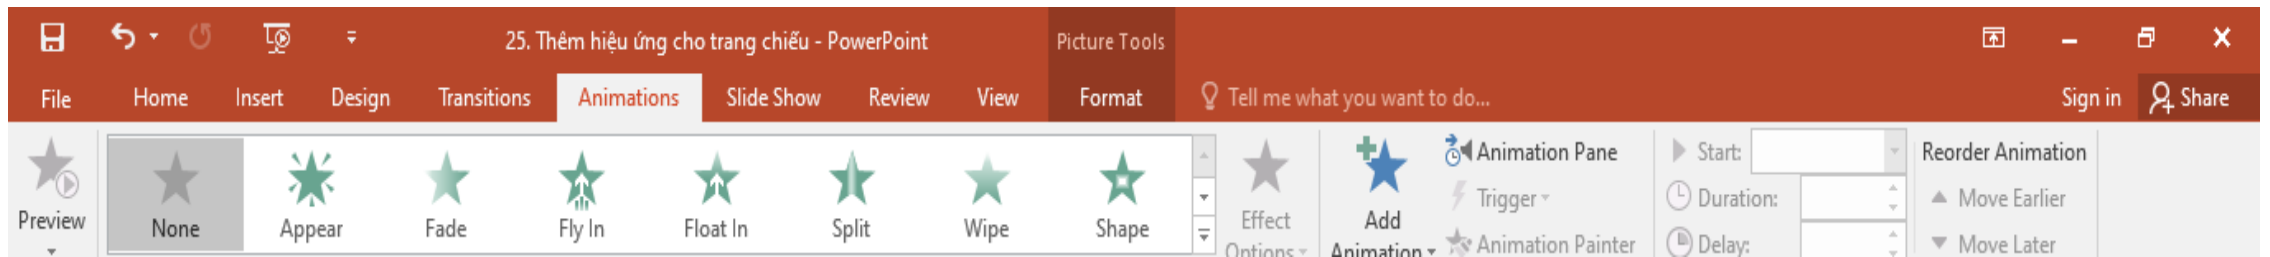 25. Thêm hiệu ứng cho trang chiếu - PowerPoint
Picture Tools
File Home Insert Design Transitions Animations Slide Show Review View Format Tell me what you want to do... Sign in Share
Preview
None Appear Fade Fly In Float In Split Wipe Shape
Effect Options
Add Animation
Animation Pane
Trigger
Animation Painter
Start:
Duration:
Delay:
Reorder Animation
Move Earlier
Move Later